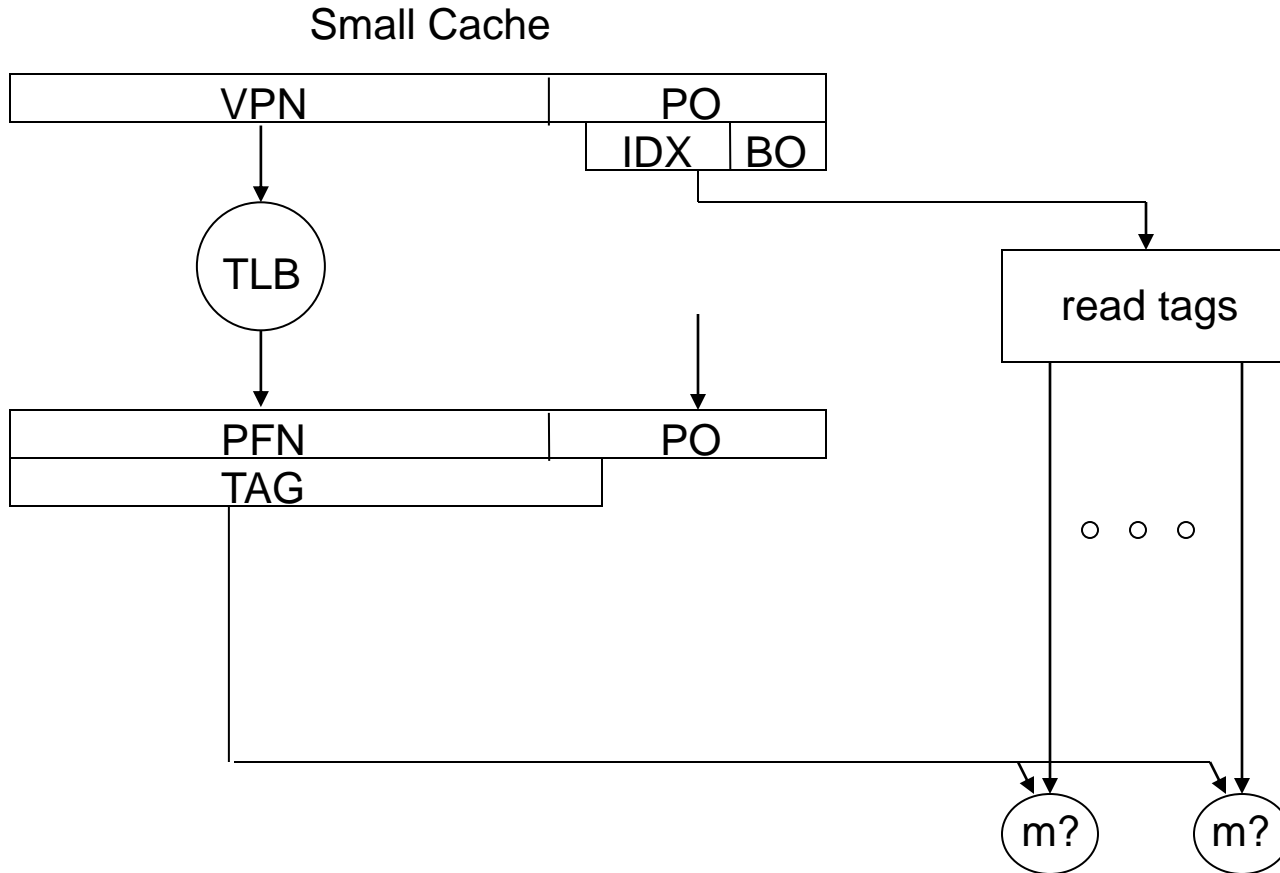 Small Cache
VPN PO
IDX BO
TLB
read tags
PFN PO
TAG
m? m?